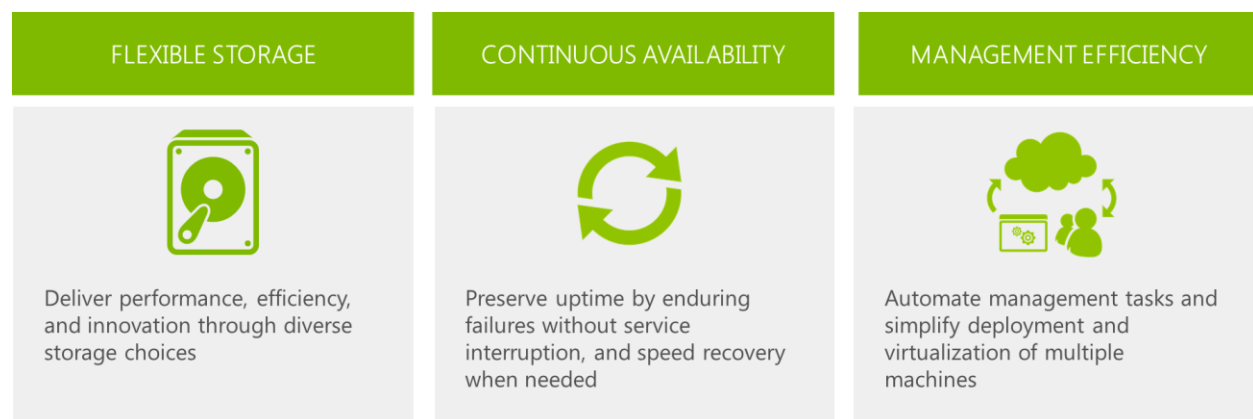 FLEXIBLE STORAGE
Deliver performance, efficiency,
and innovation through diverse
storage choices
CONTINUOUS AVAILABILITY
Preserve uptime by enduring
failures without service
interruption, and speed recovery
when needed
MANAGEMENT EFFICIENCY
Automate management tasks and
simplify deployment and
virtualization of multiple
machines